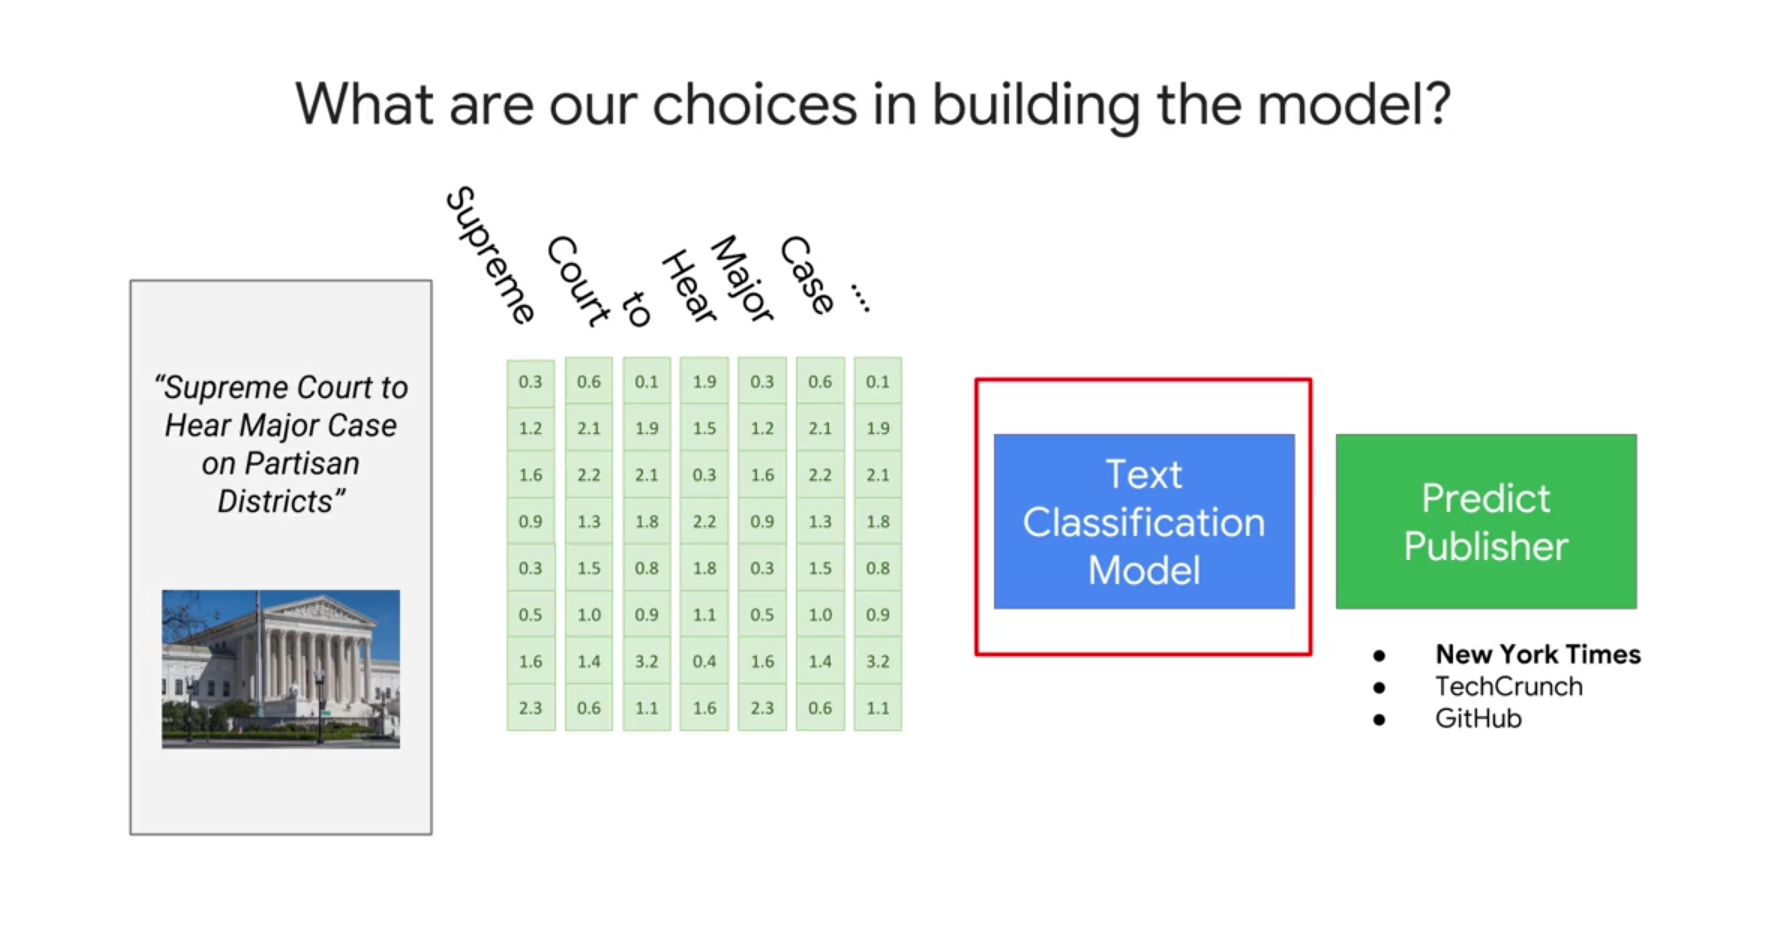 What are our choices in building the model?
Supreme
Court
to
Hear
Major
Case
....
“Supreme Court to
Hear Major Case
on Partisan
Districts”
0.3 0.6 0.1 1.9 0.3 0.6 0.1
1.2 2.1 1.9 1.5 1.2 2.1 1.9
1.6 2.2 2.1 0.3 1.6 2.2 2.1
0.9 1.3 1.8 2.2 0.9 1.3 1.8
0.3 1.5 0.8 1.8 0.3 1.5 0.8
0.5 1.0 0.9 1.1 0.5 1.0 0.9
1.6 1.4 3.2 0.4 1.6 1.4 3.2
2.3 0.6 1.1 1.6 2.3 0.6 1.1
Text
Classification
Model
Predict
Publisher
● New York Times
● TechCrunch
● GitHub